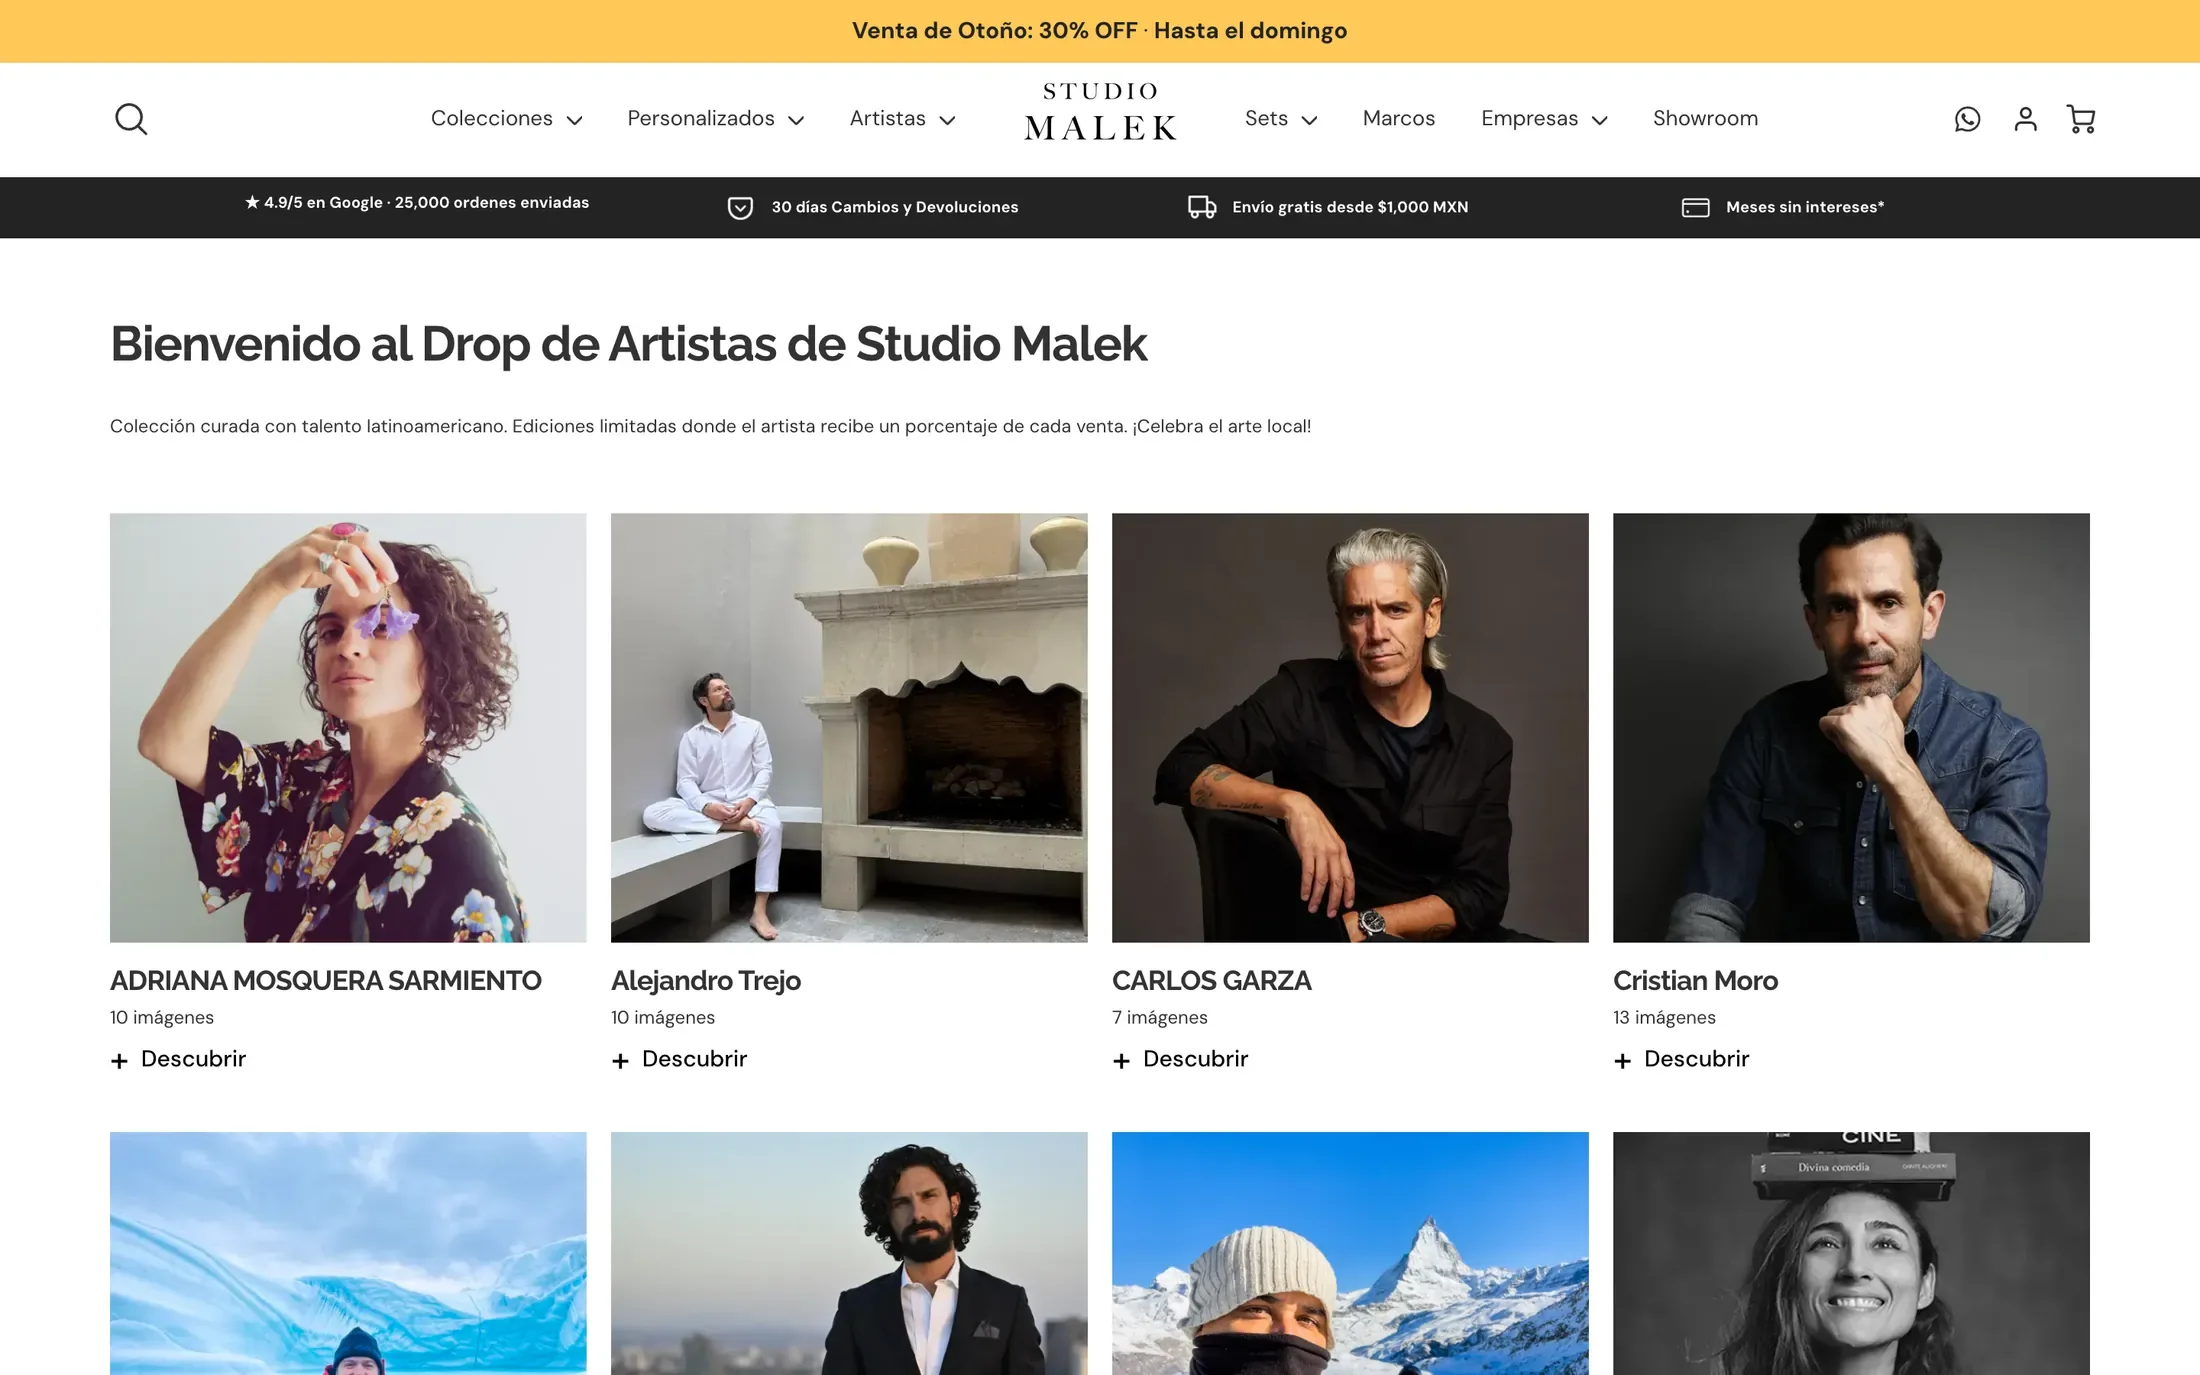 Venta de Otoño: 30% OFF · Hasta el domingo
Colecciones
Personalizados
Artistas
STUDIO
MALEK
Sets
Marcos
Empresas
Showroom
★ 4.9/5 en Google · 25,000 ordenes enviadas
30 días Cambios y Devoluciones
Envío gratis desde $1,000 MXN
Meses sin intereses*
Bienvenido al Drop de Artistas de Studio Malek
Colección curada con talento latinoamericano. Ediciones limitadas donde el artista recibe un porcentaje de cada venta. ¡Celebra el arte local!
ADRIANA MOSQUERA SARMIENTO
10 imágenes
+ Descubrir
Alejandro Trejo
10 imágenes
+ Descubrir
CARLOS GARZA
7 imágenes
+ Descubrir
Cristian Moro
13 imágenes
+ Descubrir
CINE
Divina comedia